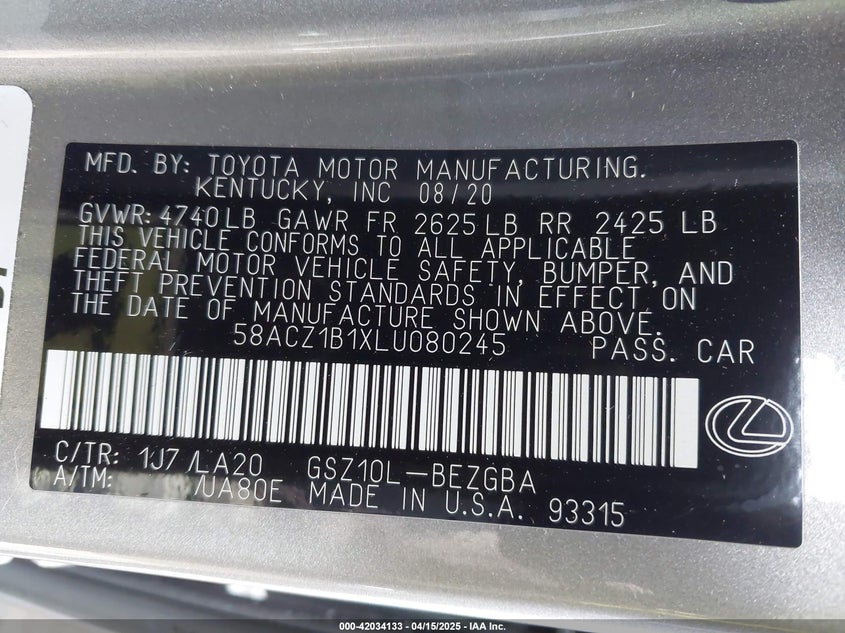 MFD. BY: TOYOTA MOTOR MANUFACTURING.
KENTUCKY, INC 08/20
GVWR: 4740LB GAWR FR 2625LB RR 2425 LB
THIS VEHICLE CONFORMS TO ALL APPLICABLE
FEDERAL MOTOR VEHICLE SAFETY, BUMPER, AND
THEFT PREVENTION STANDARDS IN EFFECT ON
THE DATE OF MANUFACTURE SHOWN ABOVE.
58ACZ1B1XLU080245 PASS. CAR
C/TR: 1J7 /LA20 GSZ10L-BEZGBA
A/TM: /UA80E MADE IN U.S.A. 93315
000-42034133 - 04/15/2025 - IAA Inc.